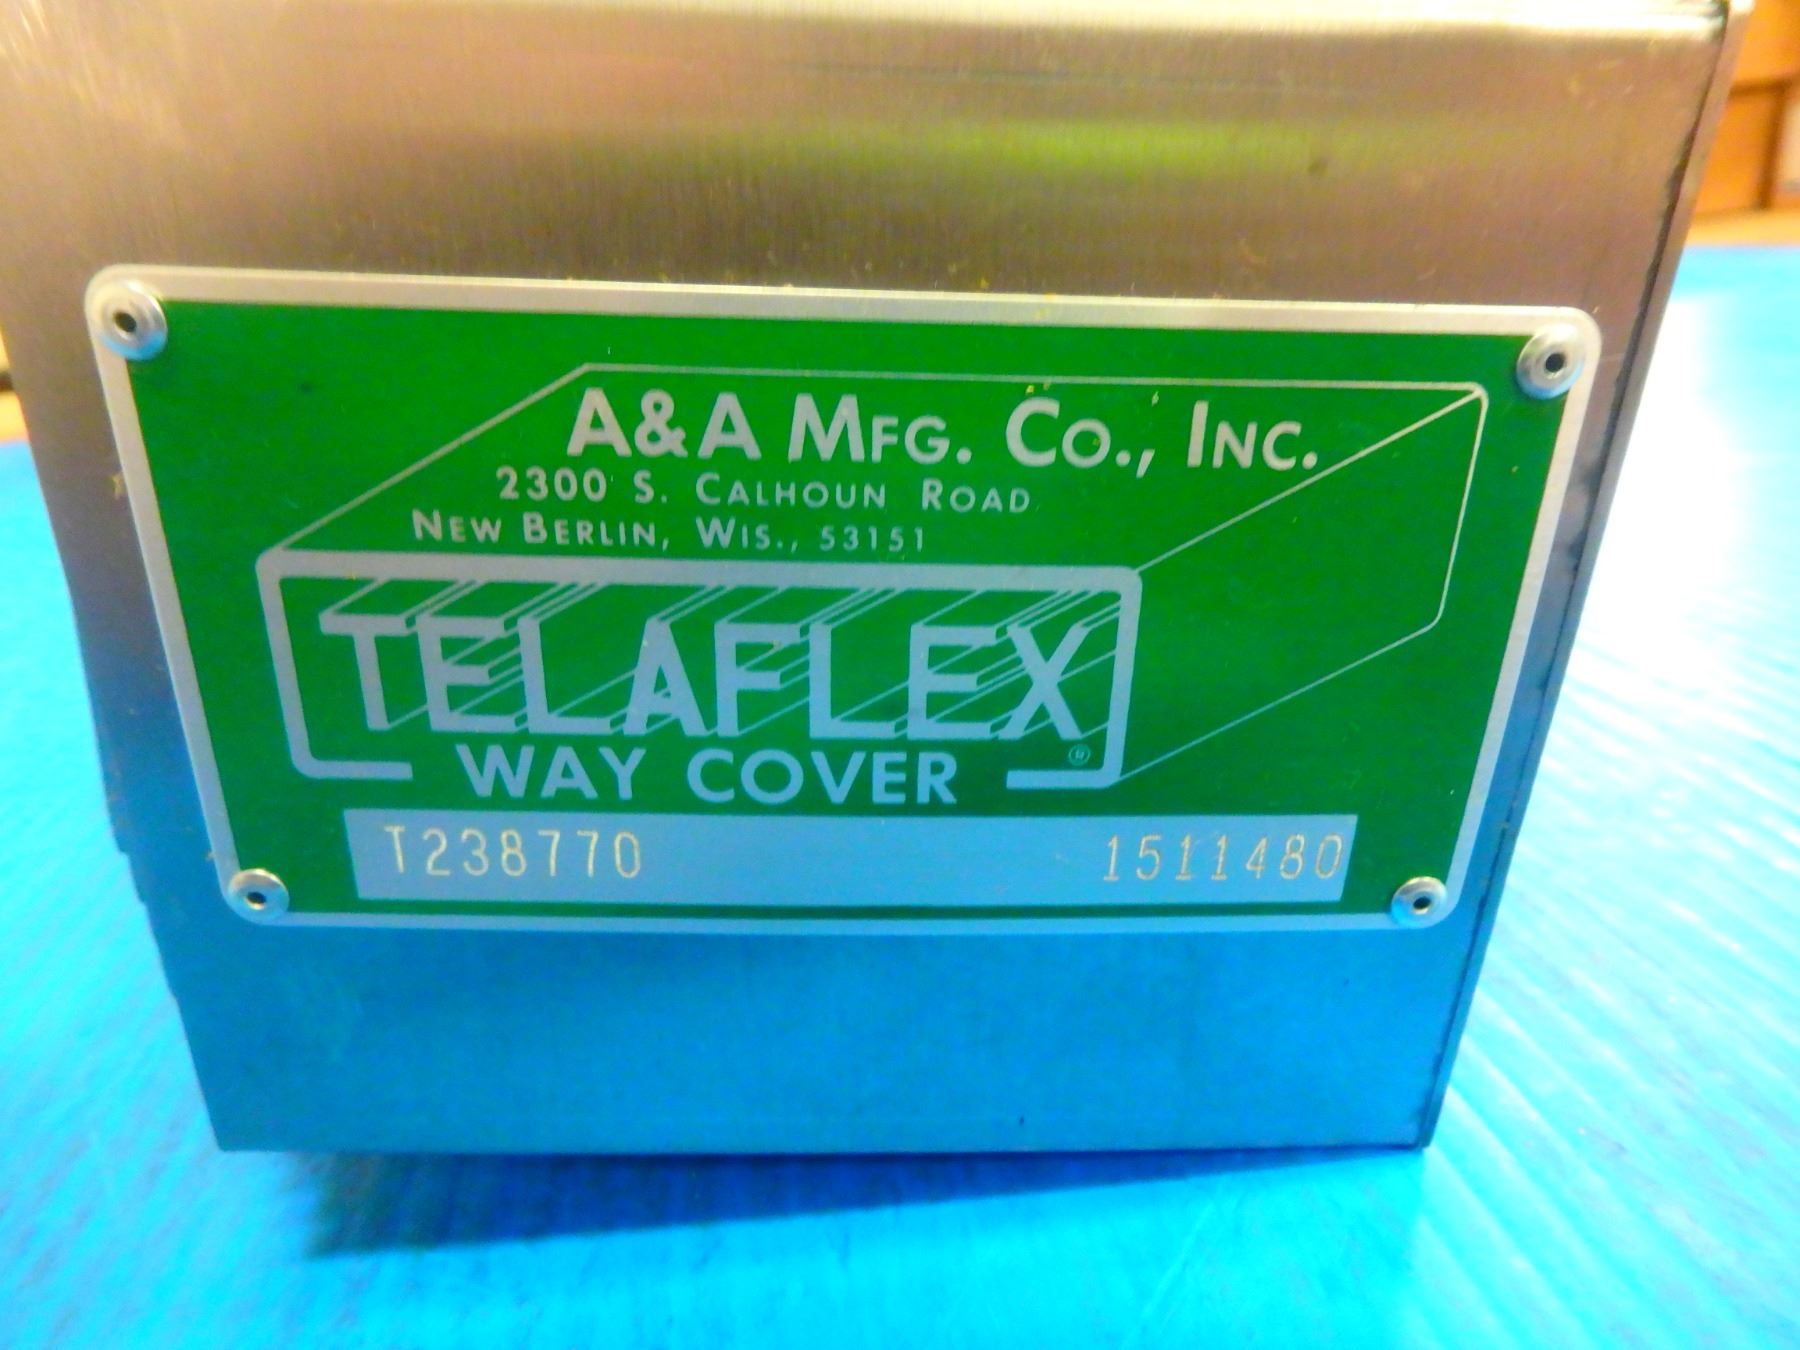 A&A MFG. CO., INC.
2300 S. CALHOUN ROAD
NEW BERLIN, WIS., 53151
TELAFLEX ®
WAY COVER
T238770 1511480